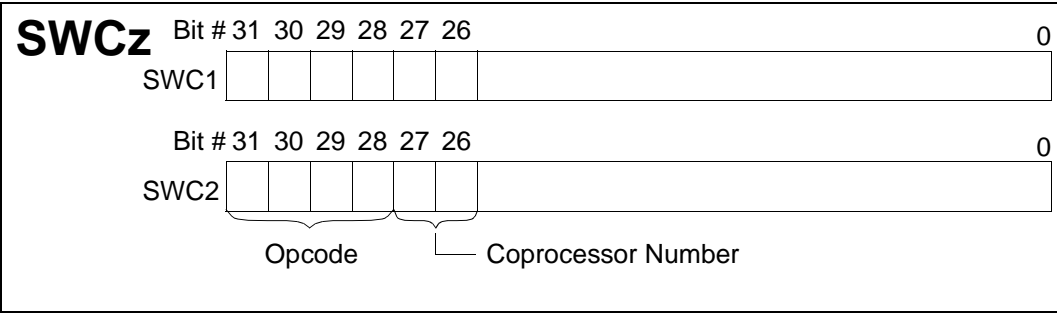 SWCz Bit # 31 30 29 28 27 26 0
SWC1
Bit # 31 30 29 28 27 26 0
SWC2
Opcode Coprocessor Number